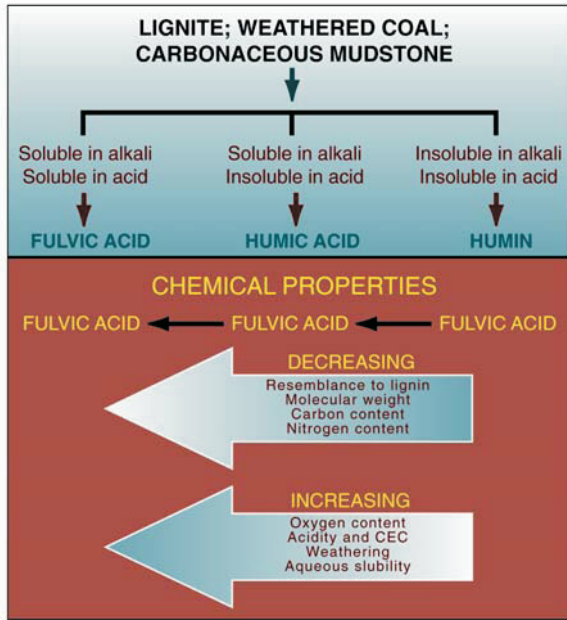 LIGNITE; WEATHERED COAL;
CARBONACEOUS MUDSTONE
Soluble in alkali
Soluble in acid
Soluble in alkali
Insoluble in acid
Insoluble in alkali
Insoluble in acid
FULVIC ACID
HUMIC ACID
HUMIN
CHEMICAL PROPERTIES
FULVIC ACID
FULVIC ACID
FULVIC ACID
DECREASING
Resemblance to lignin
Molecular weight
Carbon content
Nitrogen content
INCREASING
Oxygen content
Acidity and CEC
Weathering
Aqueous slubility